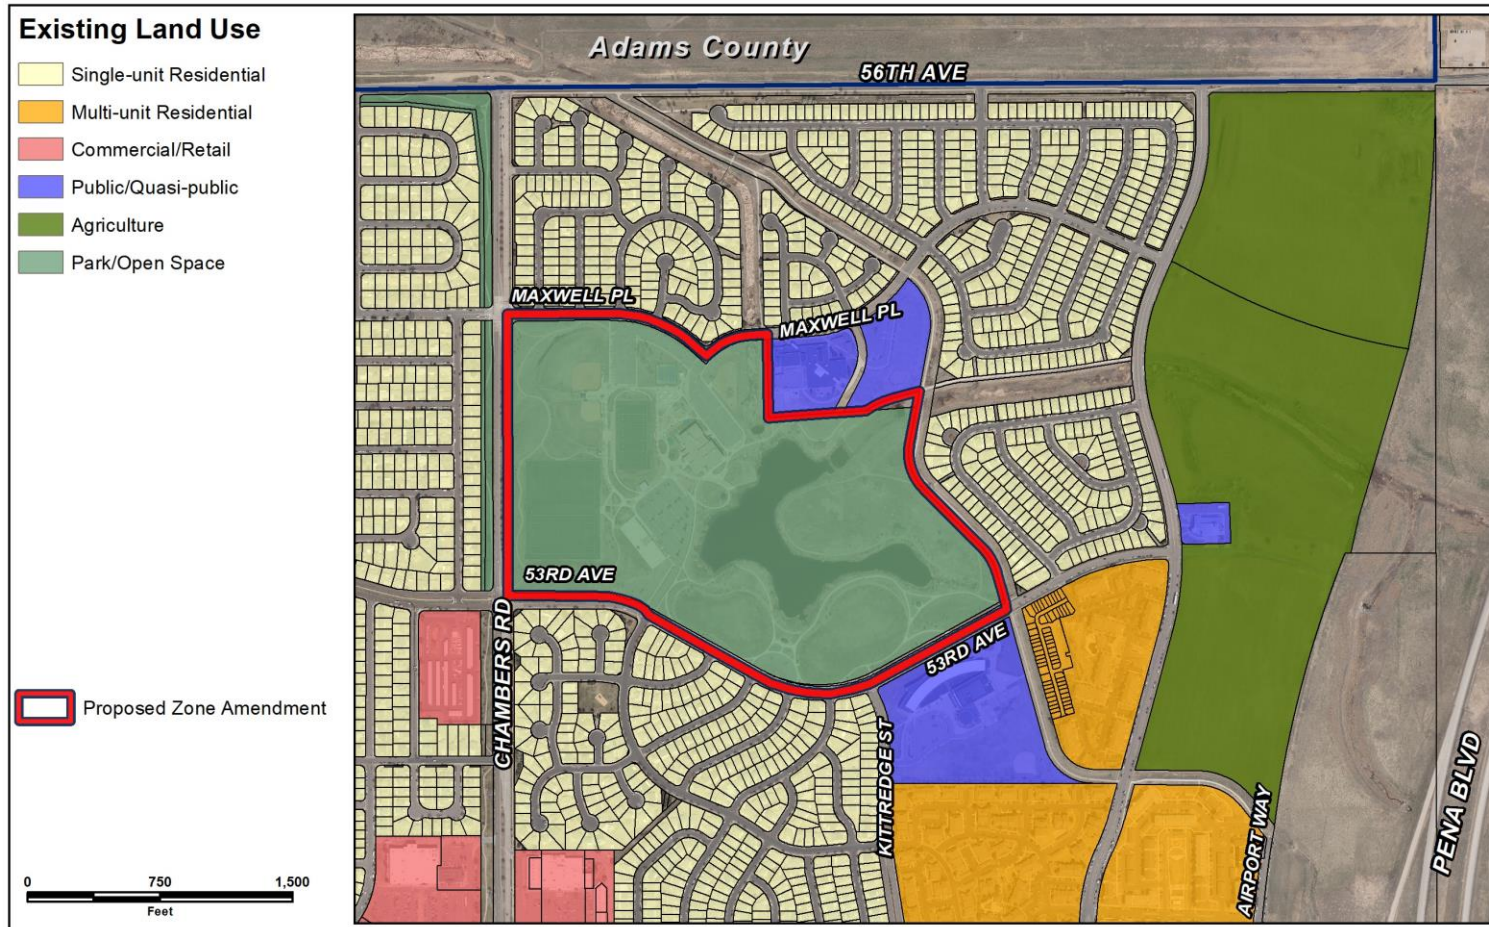 Existing Land Use
Single-unit Residential
Multi-unit Residential
Commercial/Retail
Public/Quasi-public
Agriculture
Park/Open Space
Proposed Zone Amendment
0 750 1,500
Feet
Adams County
56TH AVE
MAXWELL PL
MAXWELL PL
53RD AVE
53RD AVE
CHAMBERS RD
KITTREDGE ST
AIRPORT WAY
PENA BLVD